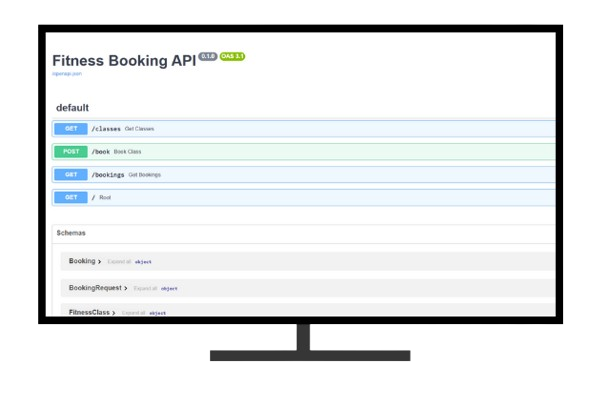 Fitness Booking API 0.1.0 OAS 3.1
/openapi.json
default
GET /classes Get Classes
POST /book Book Class
GET /bookings Get Bookings
GET / Root
Schemas
Booking > Expand all object
BookingRequest > Expand all object
FitnessClass > Expand all object